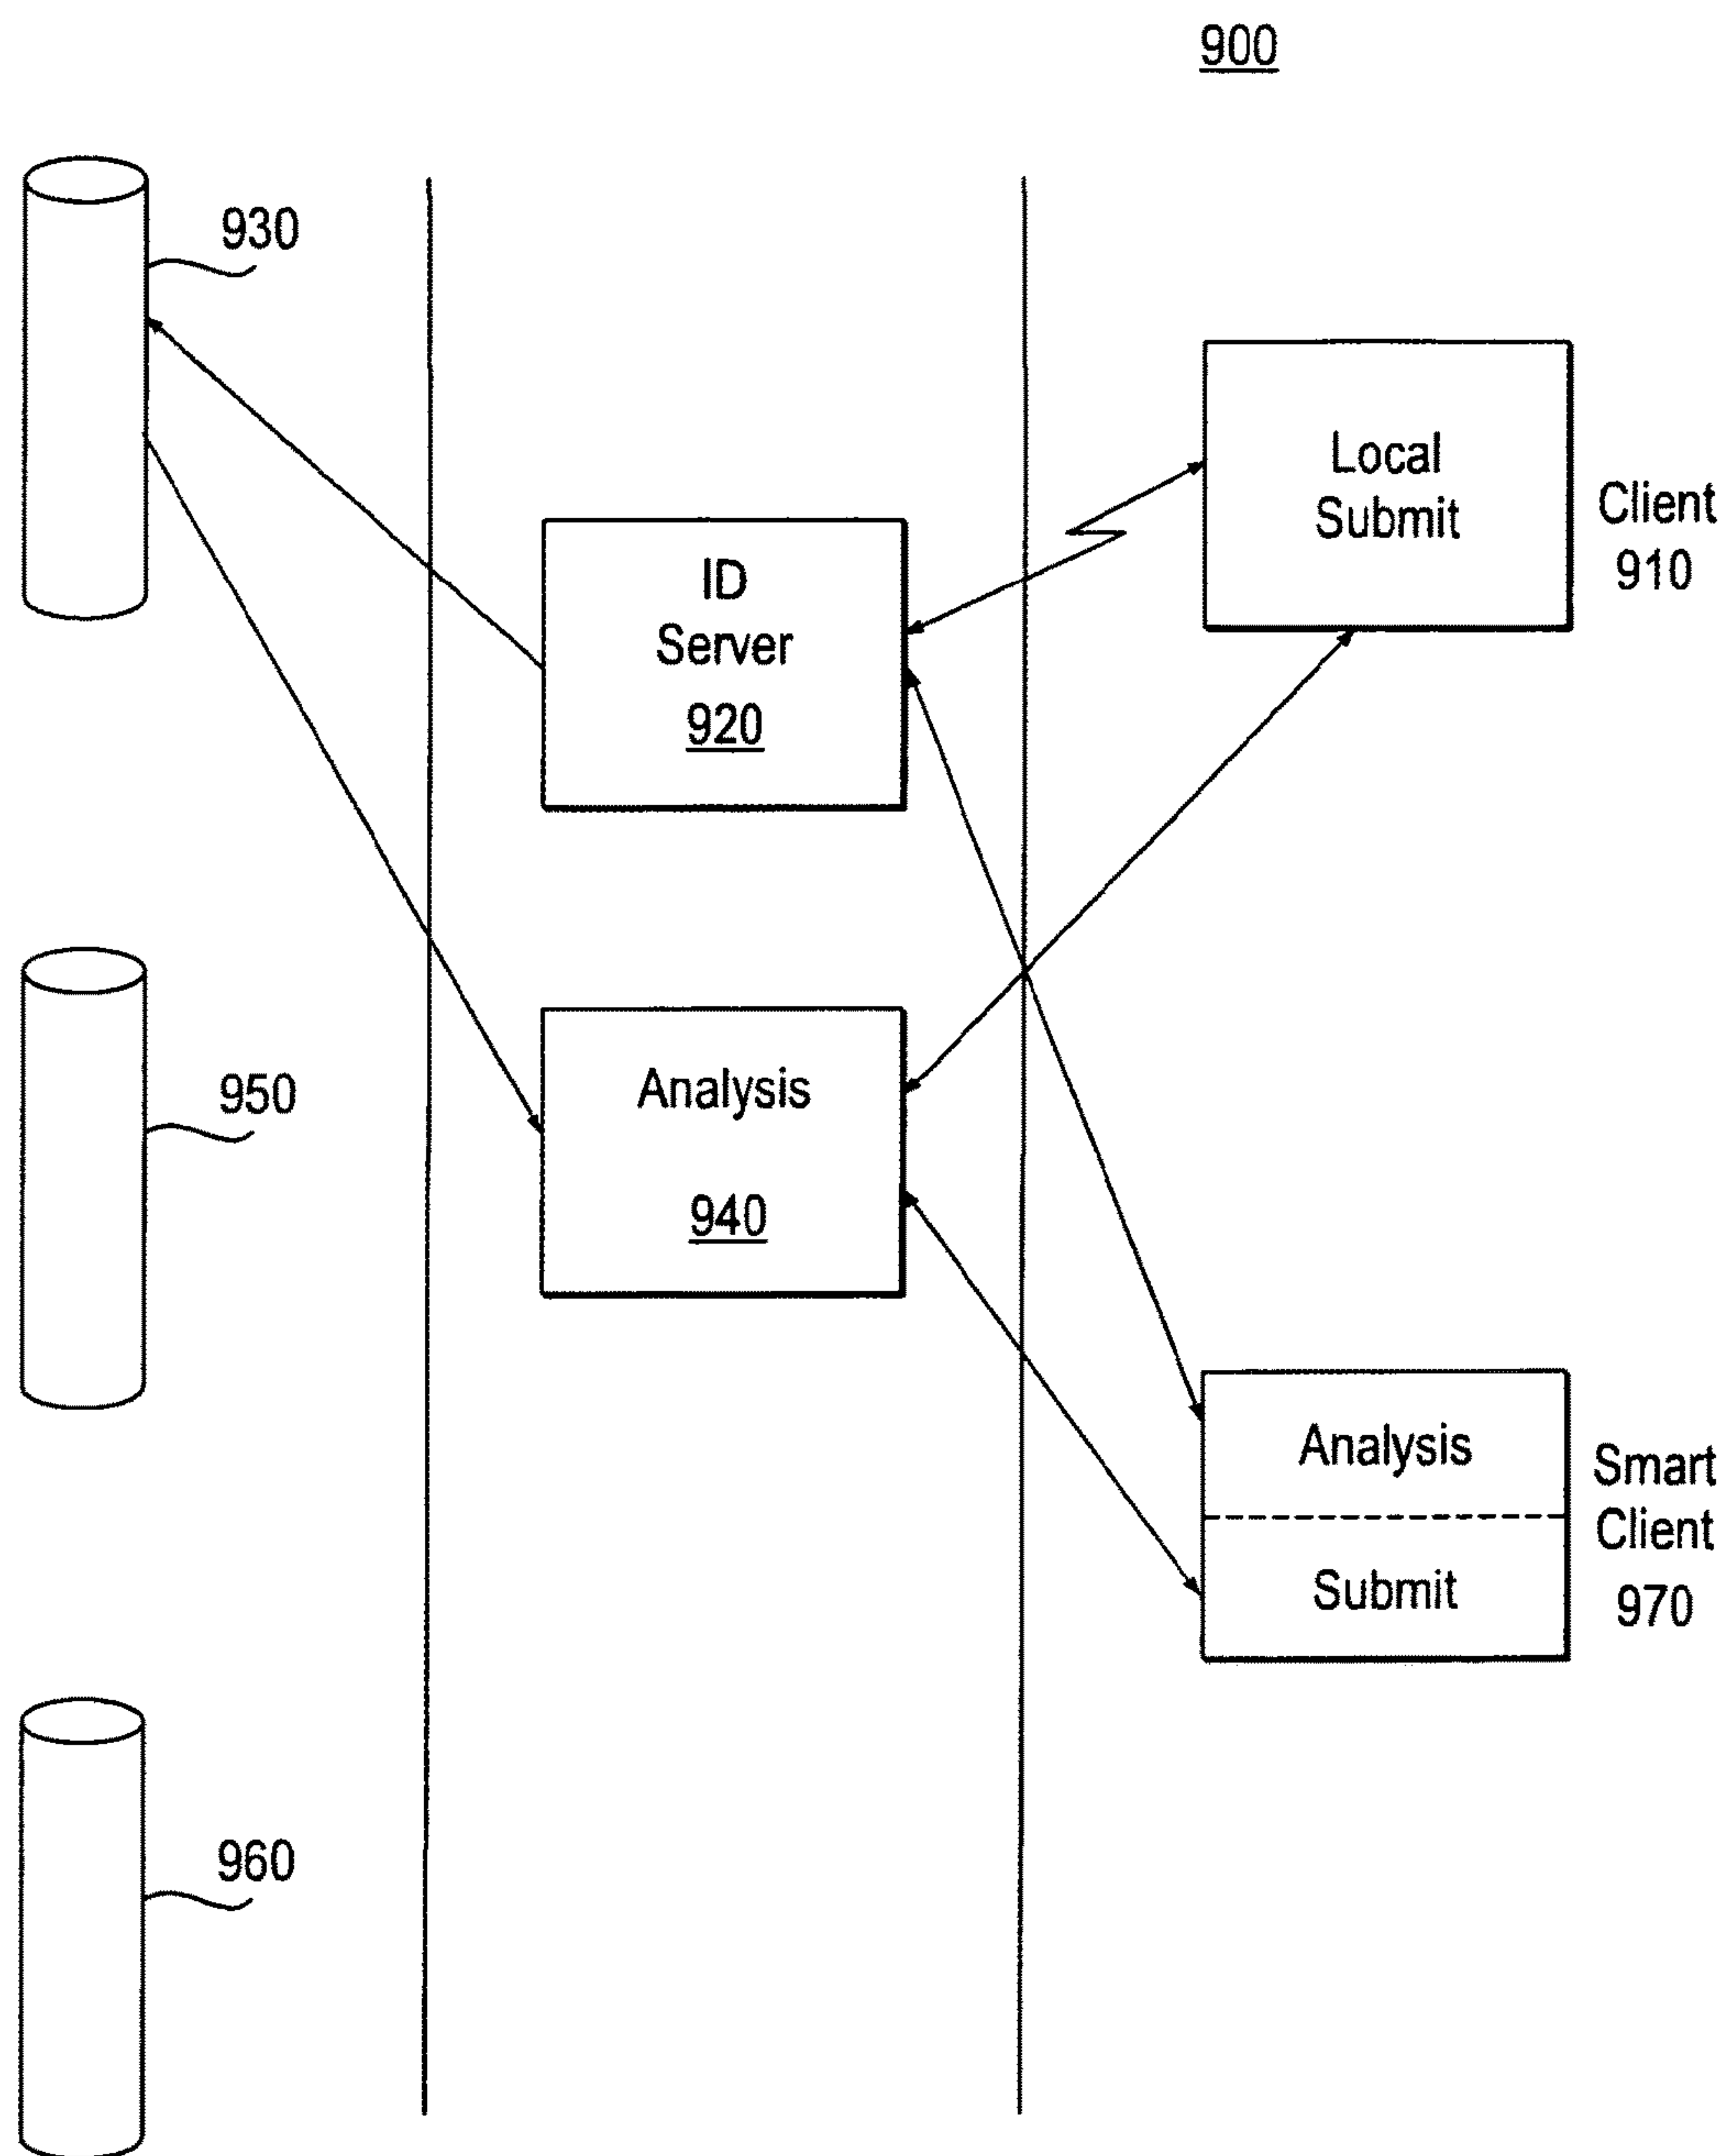 900
930
Local
Submit
Client
910
ID
Server
920
950
Analysis
940
Analysis
Submit
Smart
Client
970
960